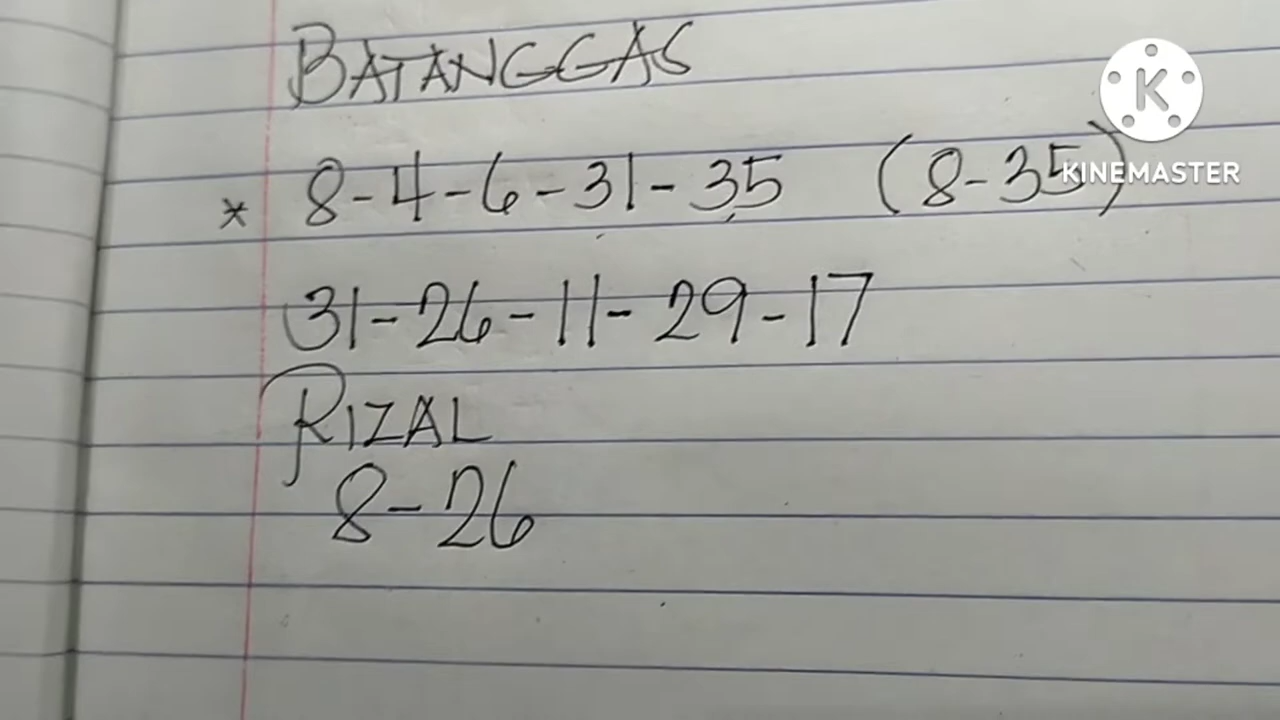 BATANGGAS
* 8-4-6-31-35 (8-35)
31-26-11-29-17
RIZAL
8-26
K
KINEMASTER